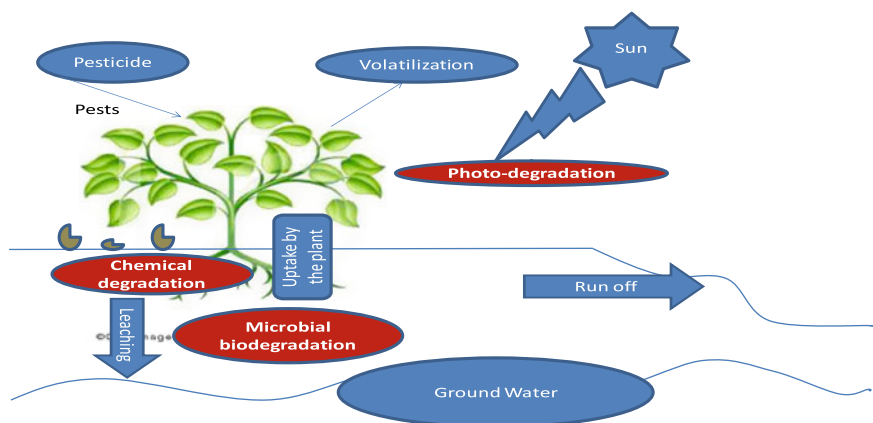 Sun
Pesticide
Volatilization
Pests
Photo-degradation
Uptake by
the plant
Chemical
degradation
Run off
Leaching
Microbial
biodegradation
Ground Water